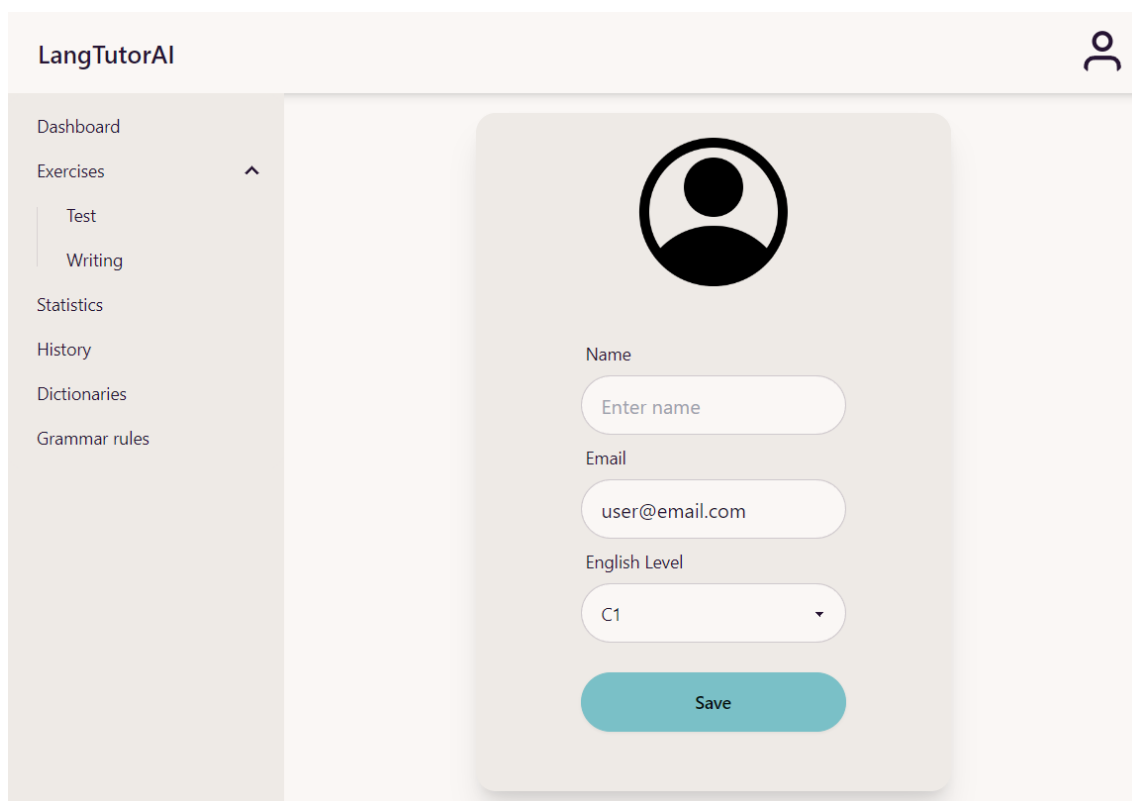 LangTutorAI
Dashboard
Exercises
Test
Writing
Statistics
History
Dictionaries
Grammar rules
Name
Enter name
Email
user@email.com
English Level
C1
Save